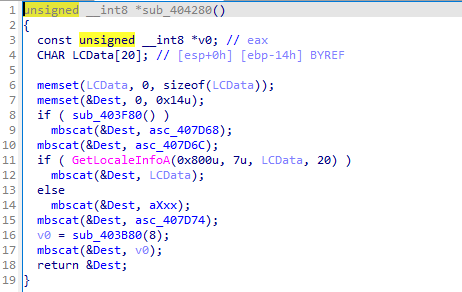 1 unsigned __int8 *sub_404280()
2 {
3 const unsigned __int8 *v0; // eax
4 CHAR LCData[20]; // [esp+0h] [ebp-14h] BYREF
5
6 memset(LCData, 0, sizeof(LCData));
7 memset(&Dest, 0, 0x14u);
8 if ( sub_403F80() )
9 mbscat(&Dest, asc_407D68);
10 mbscat(&Dest, asc_407D6C);
11 if ( GetLocaleInfoA(0x800u, 7u, LCData, 20) )
12 mbscat(&Dest, LCData);
13 else
14 mbscat(&Dest, aXxx);
15 mbscat(&Dest, asc_407D74);
16 v0 = sub_403B80(8);
17 mbscat(&Dest, v0);
18 return &Dest;
19 }